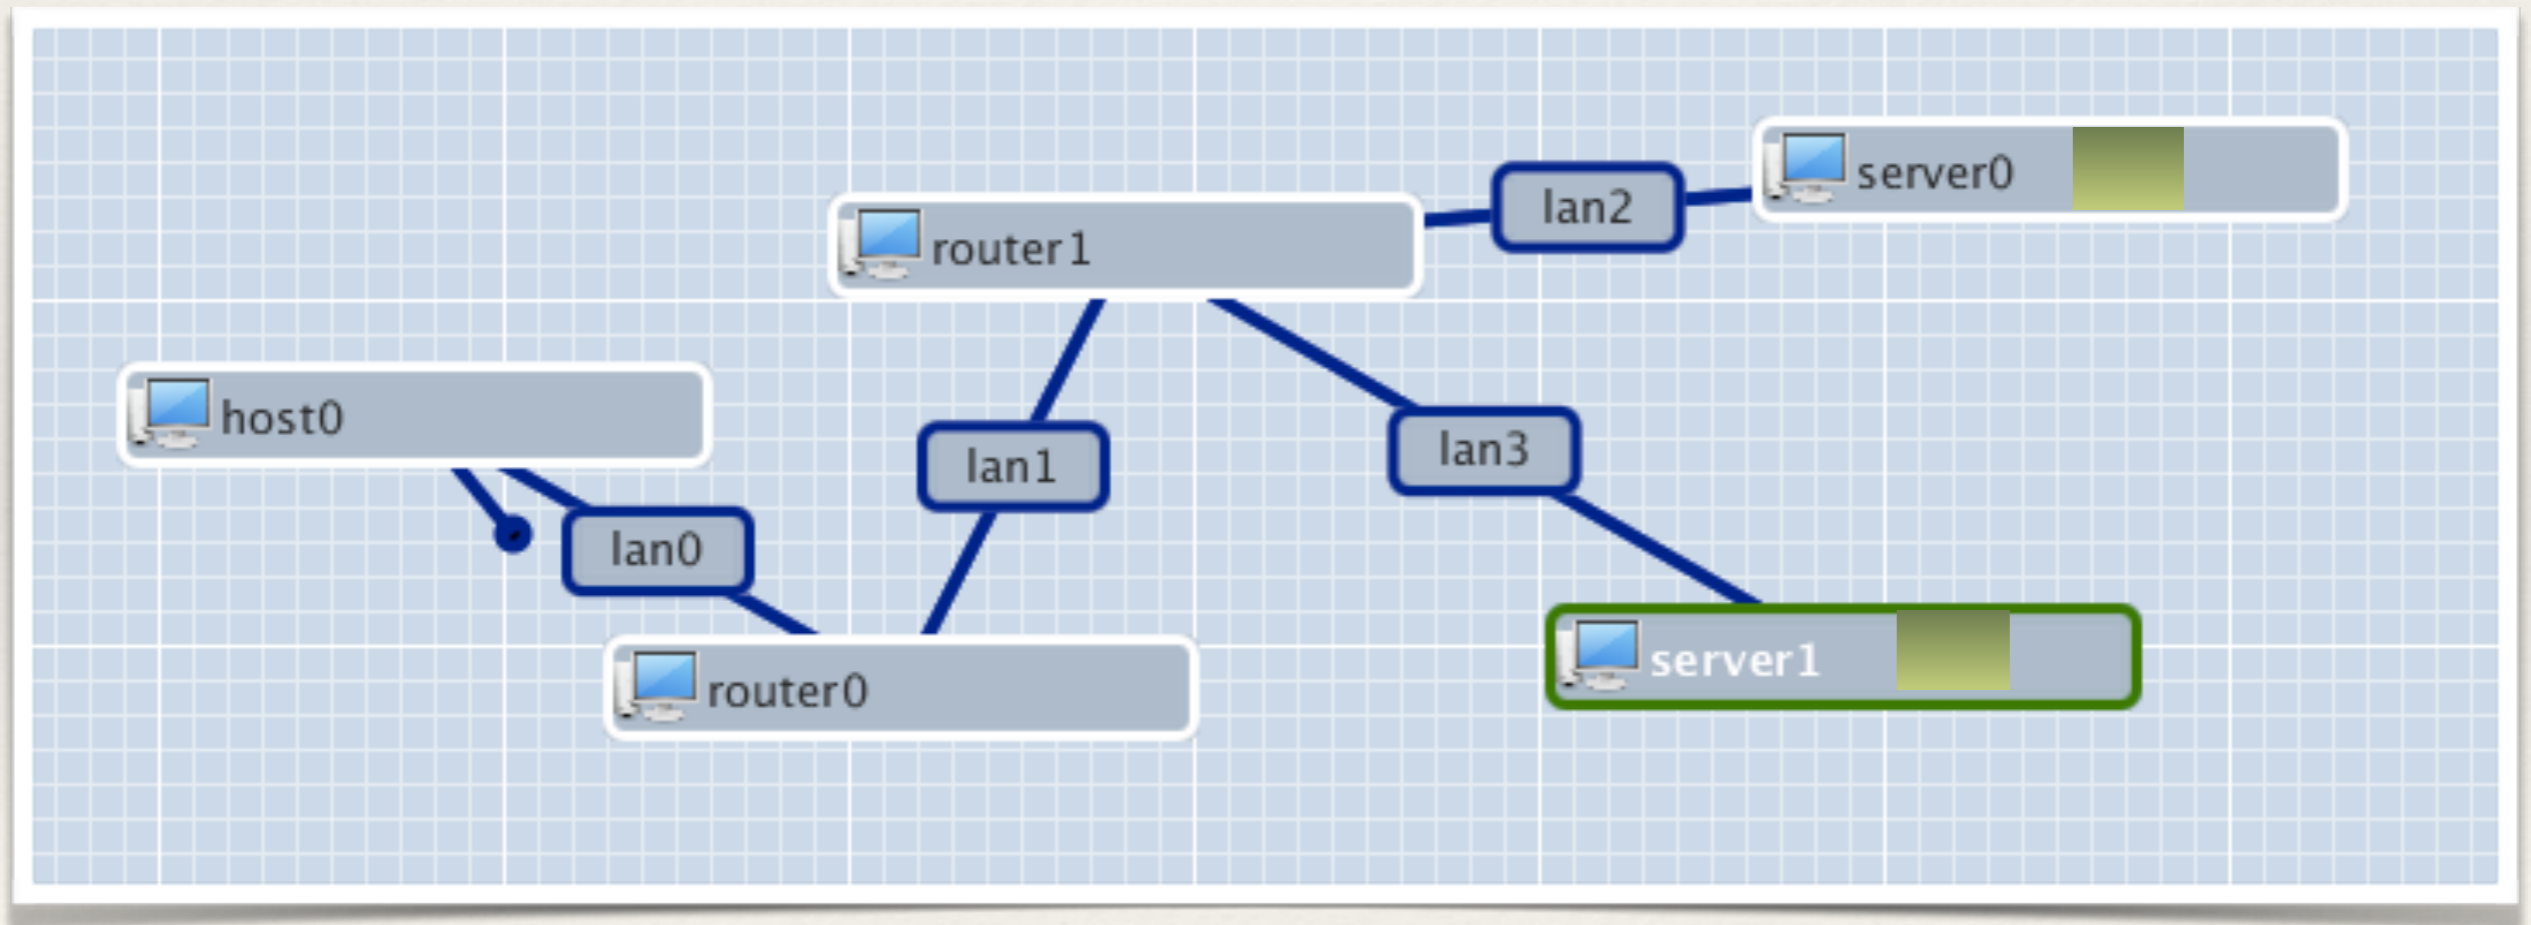 server0
lan2
router1
host0
lan1
lan3
lan0
server1
router0